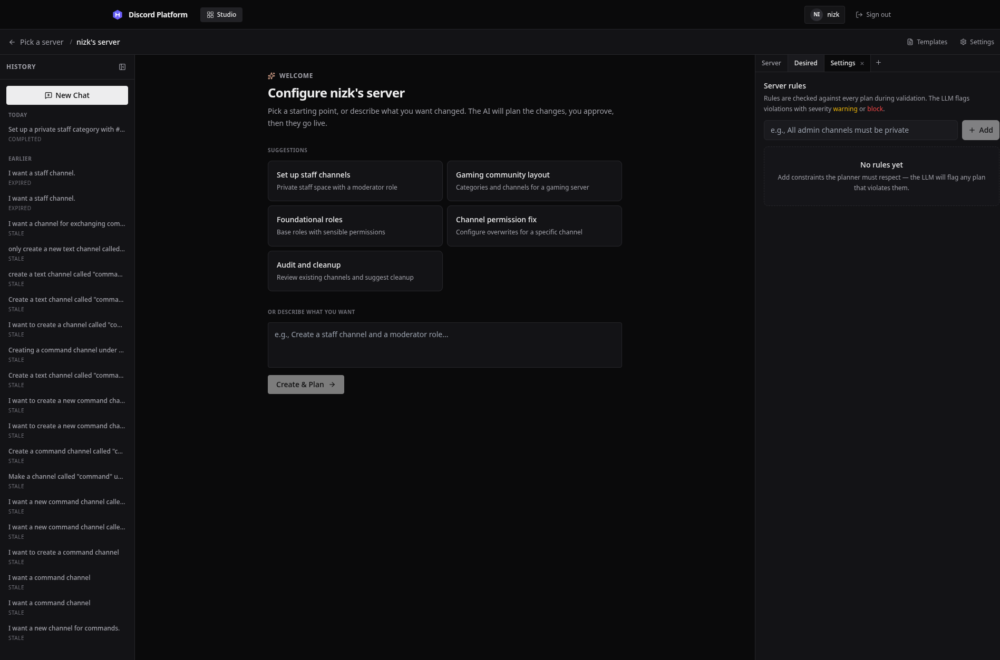 Discord Platform
Studio
NI
nizk
Sign out
Pick a server / nizk's server
Templates
Settings
HISTORY
New Chat
TODAY
Set up a private staff category with #...
COMPLETED
EARLIER
I want a staff channel.
EXPIRED
I want a staff channel.
EXPIRED
I want a channel for exchanging com...
STALE
only create a new text channel called...
STALE
create a text channel called "comma...
STALE
Create a text channel called "comma...
STALE
I want to create a channel called "co...
STALE
Creating a command channel under ...
STALE
Create a text channel called "comma...
STALE
I want to create a new command cha...
STALE
I want to create a new command cha...
STALE
Create a command channel called "c...
STALE
Make a channel called "command" u...
STALE
I want a new command channel calle...
STALE
I want a new command channel calle...
STALE
I want to create a command channel
STALE
I want a command channel
STALE
I want a command channel
STALE
I want a new channel for commands.
STALE
WELCOME
Configure nizk's server
Pick a starting point, or describe what you want changed. The AI will plan the changes, you approve,
then they go live.
SUGGESTIONS
Set up staff channels
Private staff space with a moderator role
Gaming community layout
Categories and channels for a gaming server
Foundational roles
Base roles with sensible permissions
Channel permission fix
Configure overwrites for a specific channel
Audit and cleanup
Review existing channels and suggest cleanup
OR DESCRIBE WHAT YOU WANT
e.g., Create a staff channel and a moderator role...
Create & Plan
Server
Desired
Settings
Server rules
Rules are checked against every plan during validation. The LLM flags
violations with severity warning or block.
e.g., All admin channels must be private
Add
No rules yet
Add constraints the planner must respect — the LLM will flag any plan
that violates them.